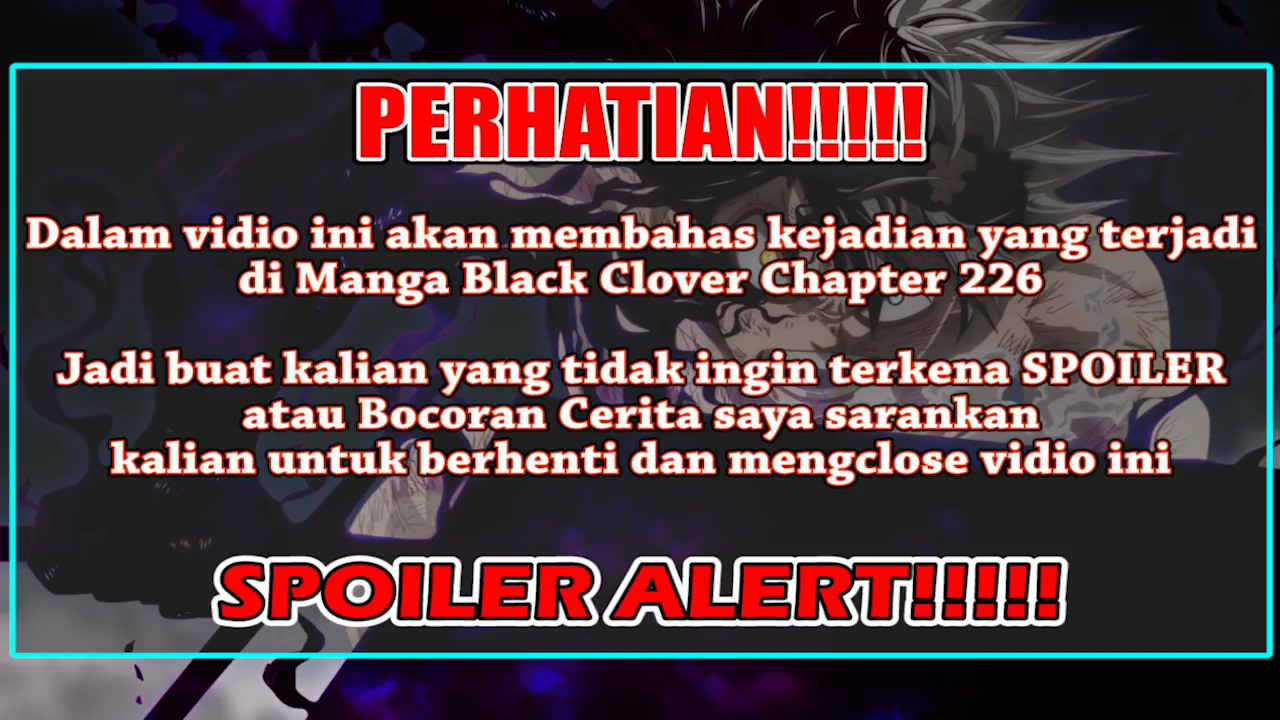 PERHATIAN!!!!!
Dalam vidio ini akan membahas kejadian yang terjadi
di Manga Black Clover Chapter 226
Jadi buat kalian yang tidak ingin terkena SPOILER
atau Bocoran Cerita saya sarankan
kalian untuk berhenti dan mengclose vidio ini
SPOILER ALERT!!!!!